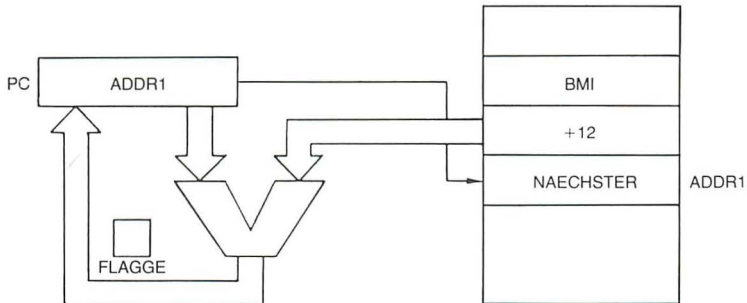 PC
ADDR1
BMI
+12
NAECHSTER
ADDR1
FLAGGE